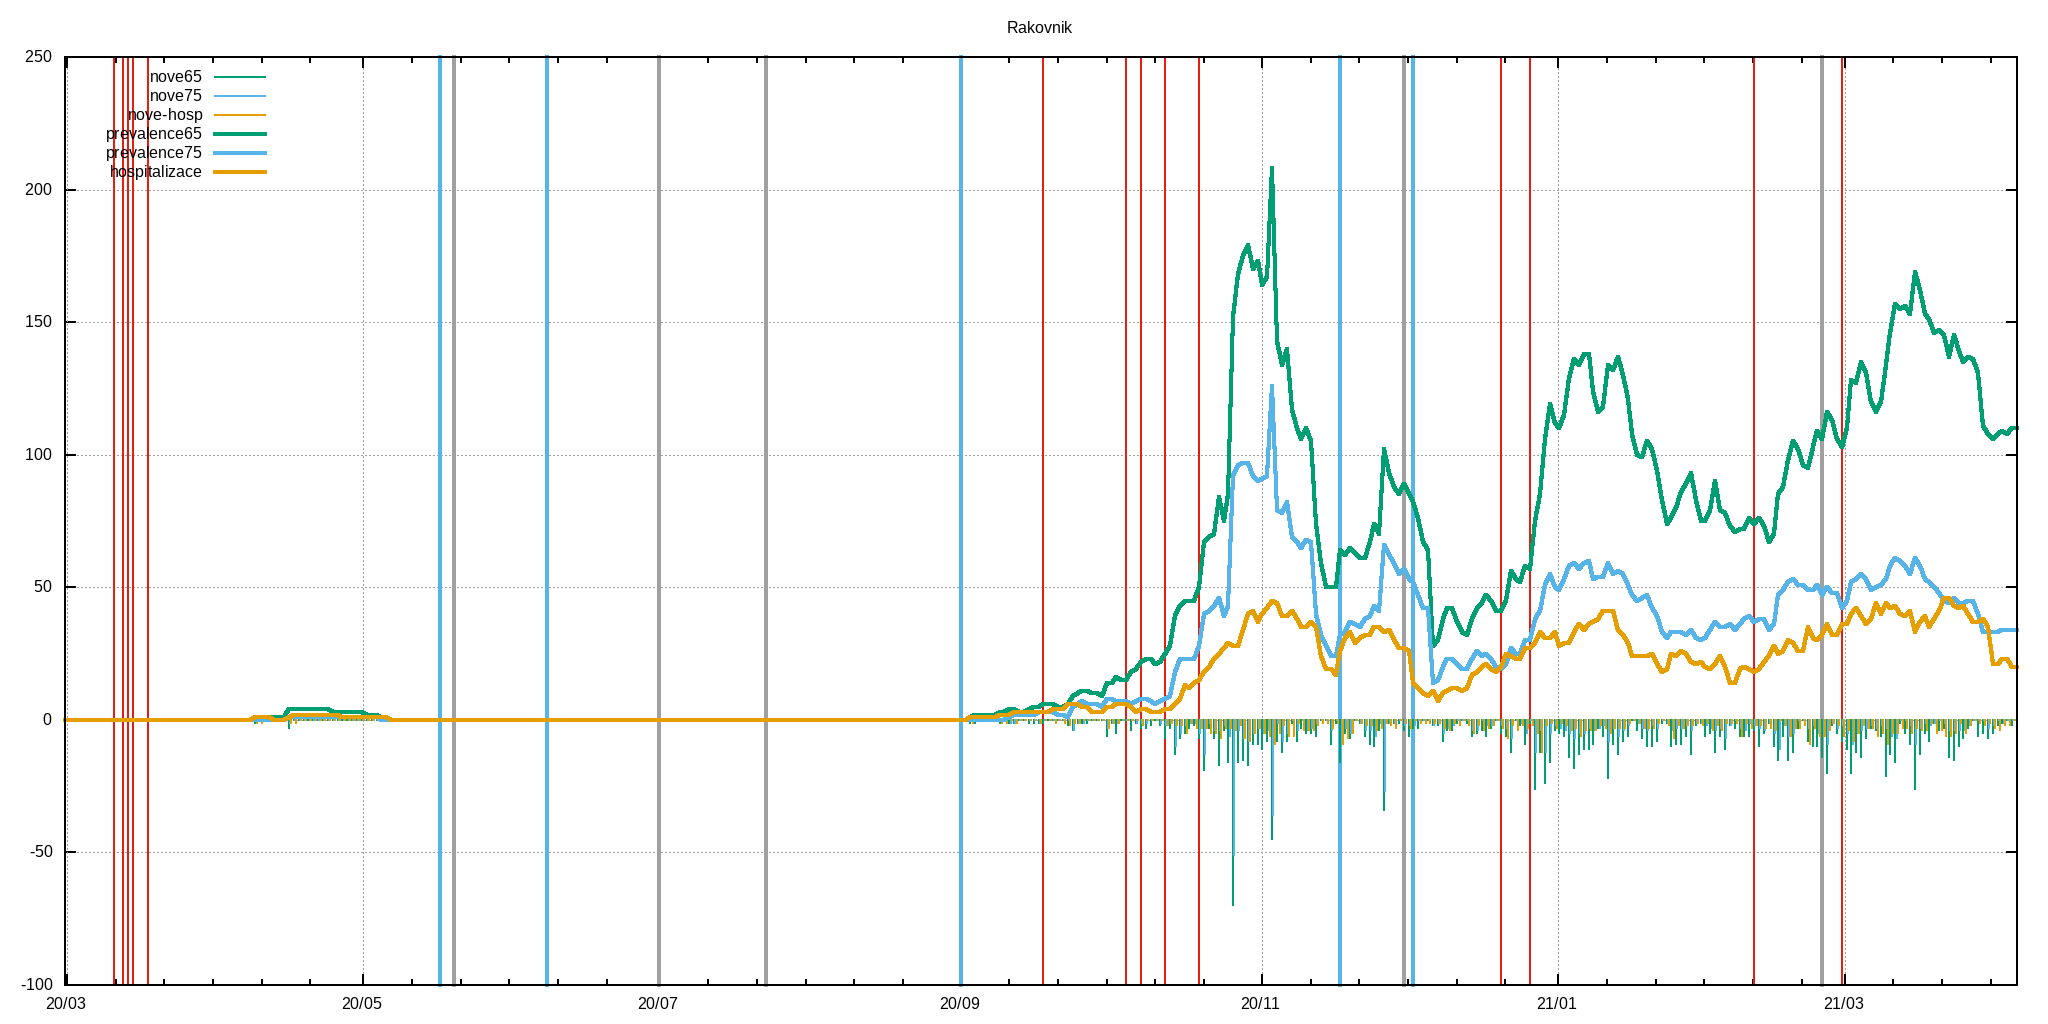 Rakovnik
250
200
150
100
50
0
-50
-100
nove65
nove75
nove-hosp
prevalence65
prevalence75
hospitalizace
20/03 20/05 20/07 20/09 20/11 21/01 21/03